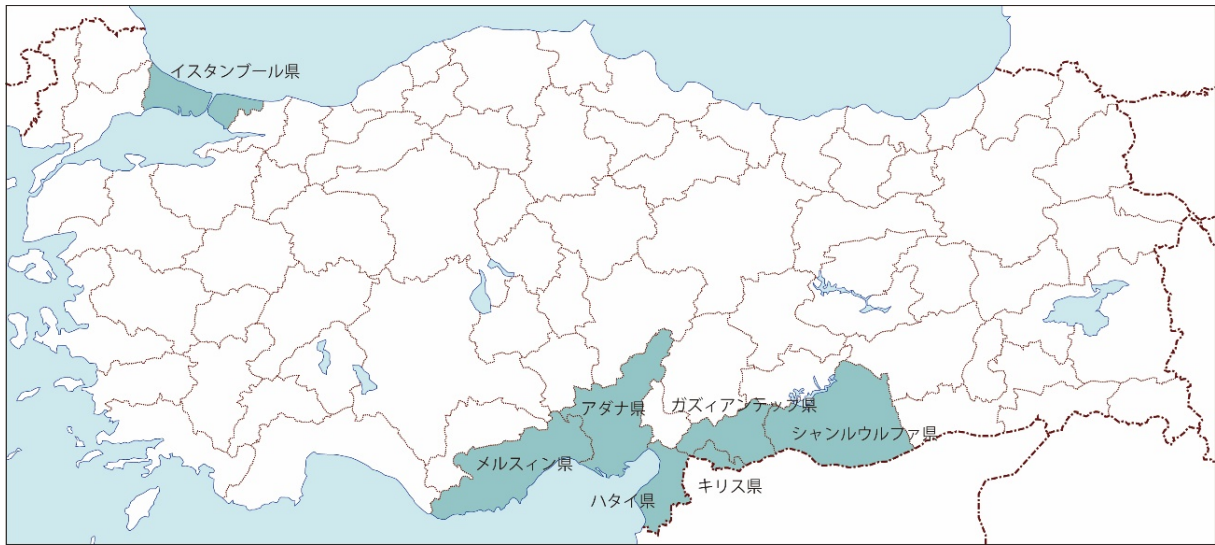 イスタンブール県
アダナ県
ガズィアンテップ県
シャンルウルファ県
メルスィン県
キリス県
ハタイ県